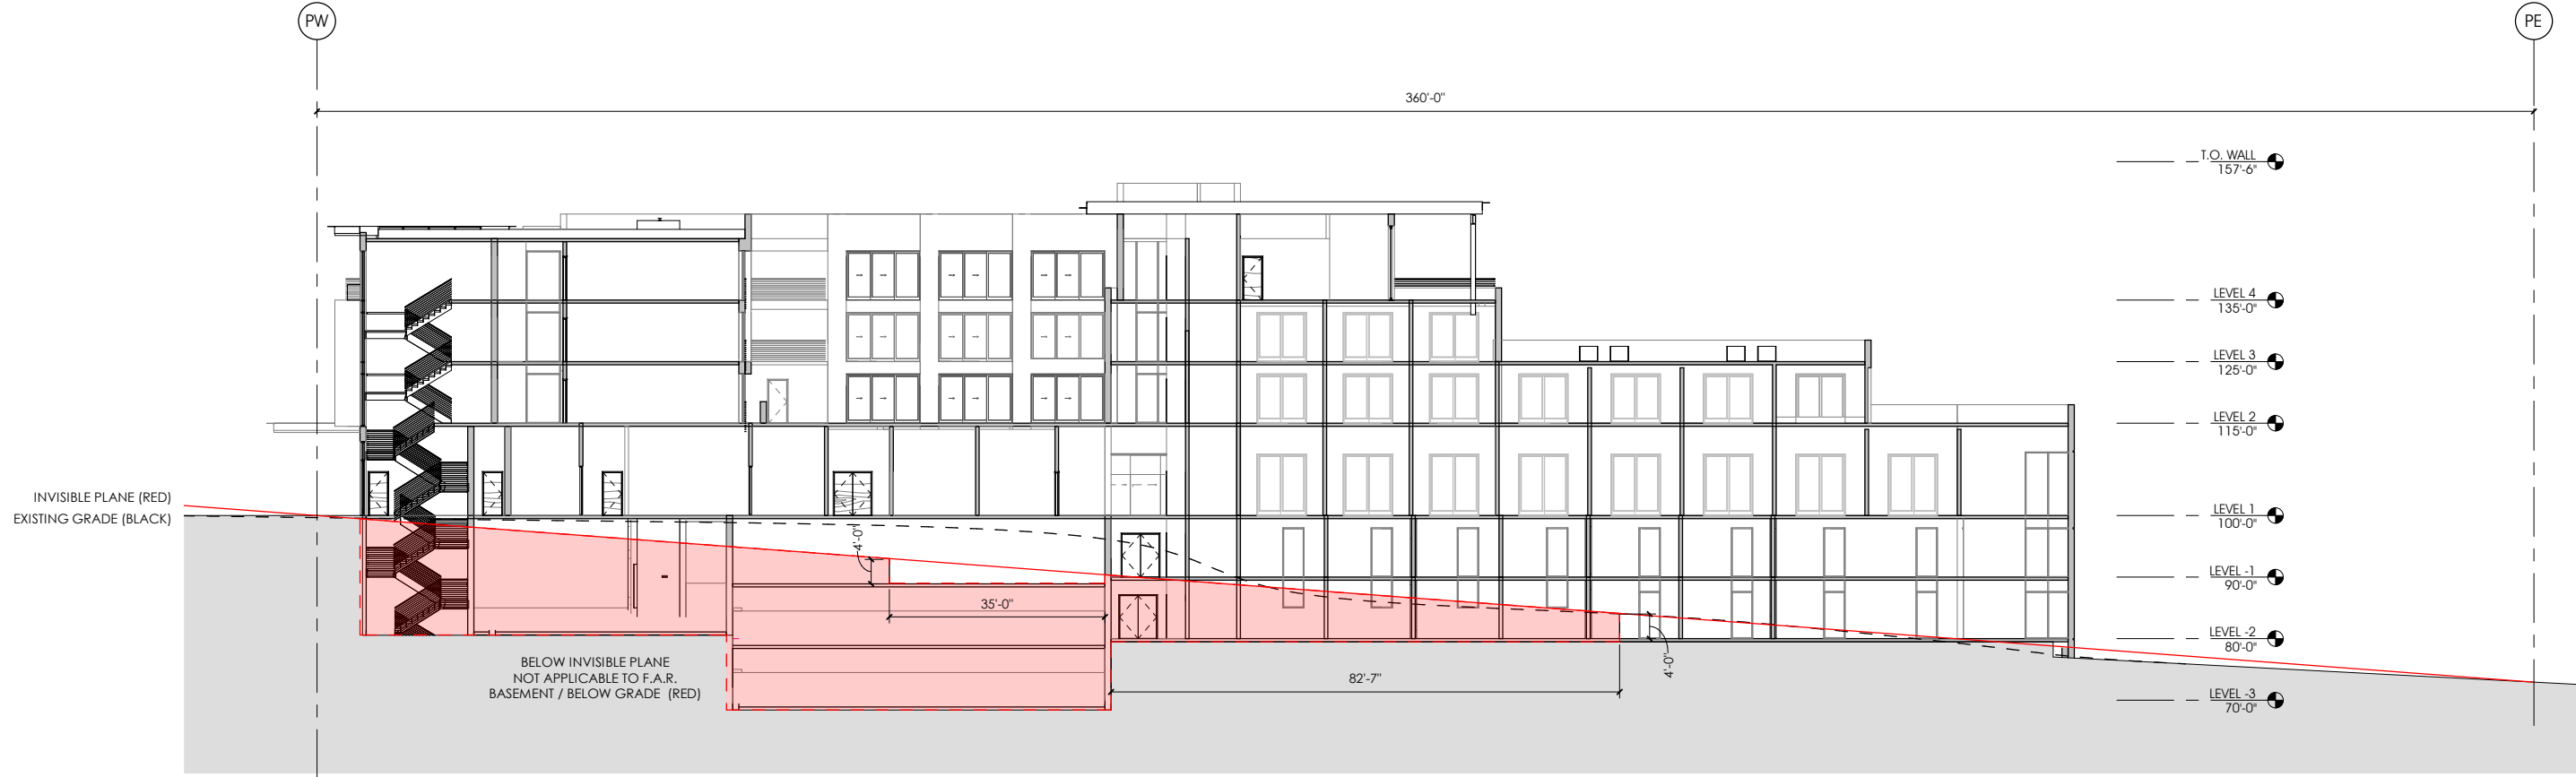 PW
PE
360'-0"
T.O. WALL
157'-6"
LEVEL 4
135'-0"
LEVEL 3
125'-0"
LEVEL 2
115'-0"
INVISIBLE PLANE (RED)
EXISTING GRADE (BLACK)
LEVEL 1
100'-0"
4'-0"
LEVEL -1
90'-0"
35'-0"
LEVEL -2
80'-0"
4'-0"
BELOW INVISIBLE PLANE
NOT APPLICABLE TO F.A.R.
BASEMENT / BELOW GRADE (RED)
82'-7"
LEVEL -3
70'-0"